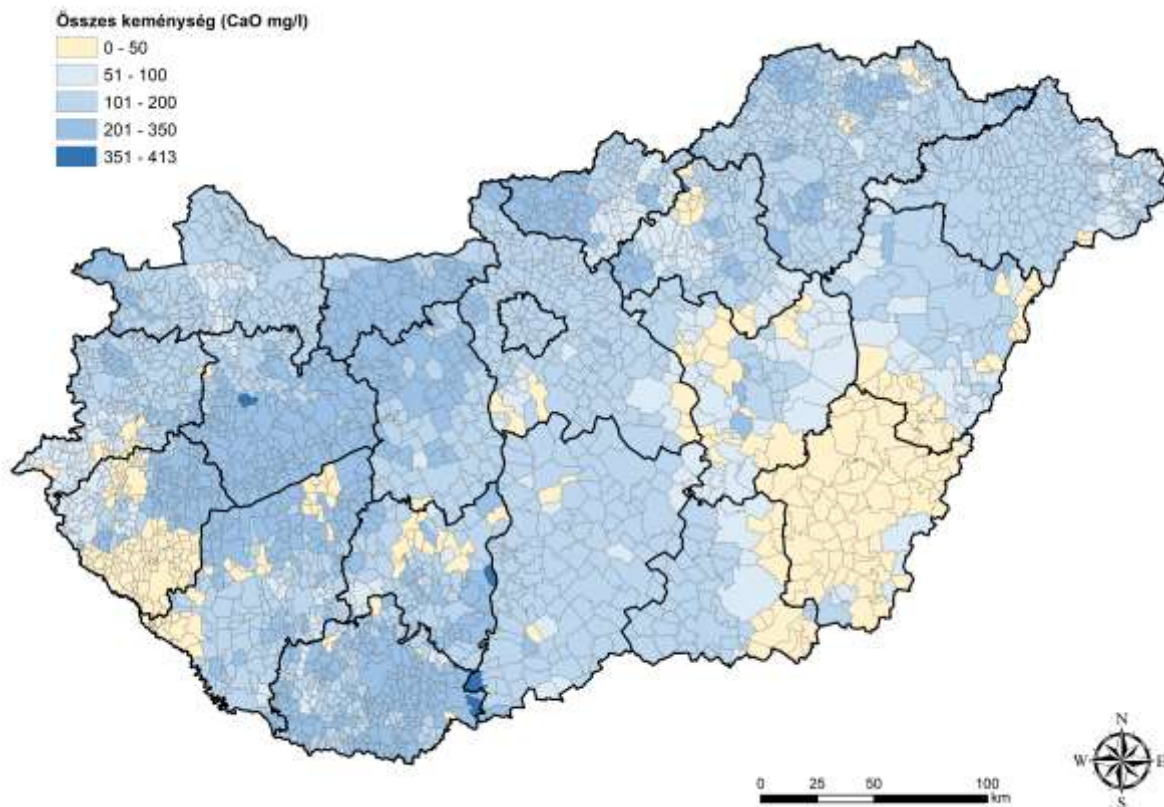 Összes keménység (CaO mg/l)
0 - 50
51 - 100
101 - 200
201 - 350
351 - 413
N
W E
S
0 25 50 100
km